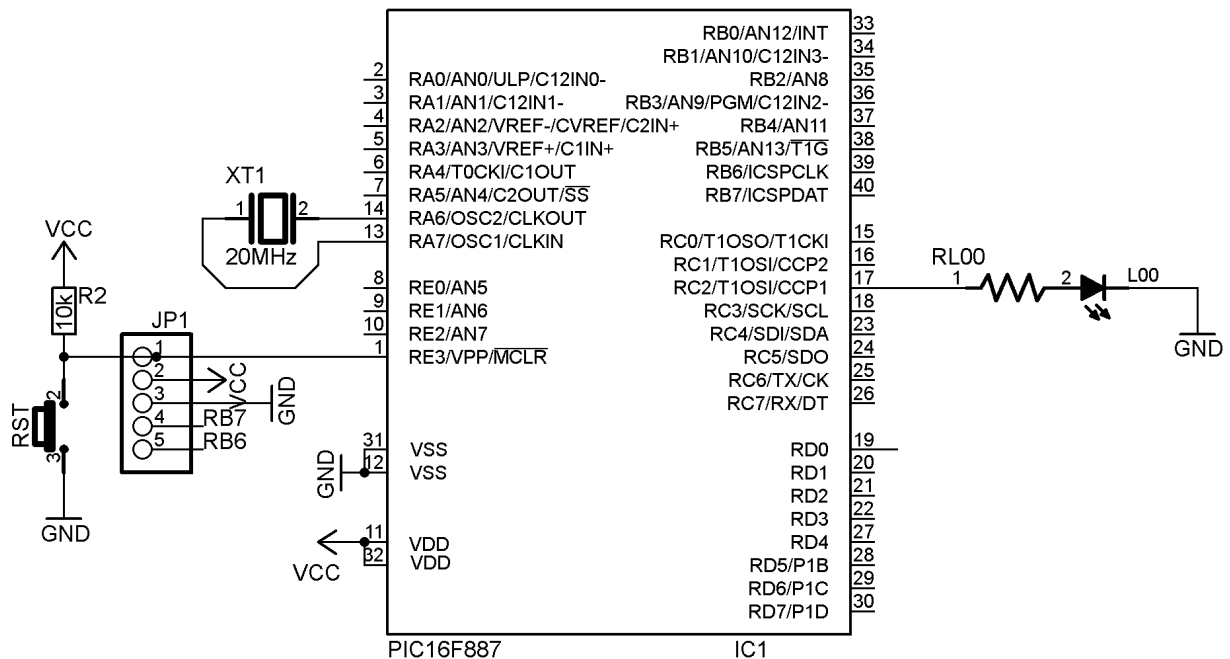 33
RB0/AN12/INT
34
RB1/AN10/C12IN3-
2
35
RA0/AN0/ULP/C12IN0-
RB2/AN8
3
36
RA1/AN1/C12IN1-
RB3/AN9/PGM/C12IN2-
4
37
RA2/AN2/VREF-/CVREF/C2IN+
RB4/AN11
5
38
RA3/AN3/VREF+/C1IN+
RB5/AN13/T1G
6
39
RA4/T0CKI/C1OUT
RB6/ICSPCLK
7
40
RA5/AN4/C2OUT/SS
RB7/ICSPDAT
XT1
1
2
20MHz
14
RA6/OSC2/CLKOUT
13
RA7/OSC1/CLKIN
15
RC0/T1OSO/T1CKI
16
RC1/T1OSI/CCP2
8
17
RE0/AN5
RC2/T1OSI/CCP1
9
18
RE1/AN6
RC3/SCK/SCL
10
23
RE2/AN7
RC4/SDI/SDA
1
24
RE3/VPP/MCLR
RC5/SDO
25
RC6/TX/CK
26
RC7/RX/DT
RL00
1
2
L00
GND
VCC
R2
10k
JP1
1
2
VCC
3
GND
4
RB7
5
RB6
RST
2
3
GND
31
VSS
GND
12
VSS
11
VDD
32
VDD
VCC
19
RD0
20
RD1
21
RD2
22
RD3
27
RD4
28
RD5/P1B
29
RD6/P1C
30
RD7/P1D
PIC16F887
IC1